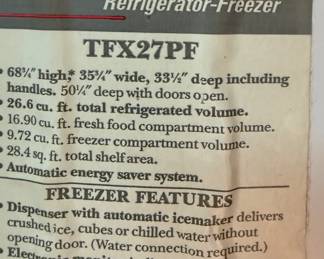 Refrigerator-Freezer
TFX27PF
• 68¾" high,* 35¾" wide, 33½" deep including
handles. 50¼" deep with doors open.
• 26.6 cu. ft. total refrigerated volume.
• 16.90 cu. ft. fresh food compartment volume.
• 9.72 cu. ft. freezer compartment volume.
• 28.4 sq. ft. total shelf area.
• Automatic energy saver system.
FREEZER FEATURES
• Dispenser with automatic icemaker delivers
crushed ice, cubes or chilled water without
opening door. (Water connection required.)
• Electronic